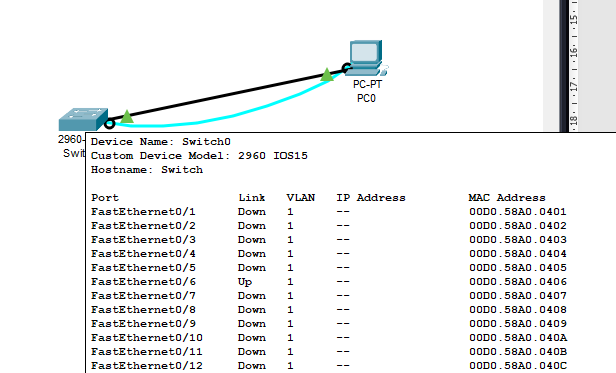 PC-PT
PC0
2960-
Swit
Device Name: Switch0
Custom Device Model: 2960 IOS15
Hostname: Switch
Port Link VLAN IP Address MAC Address
FastEthernet0/1 Down 1 -- 00D0.58A0.0401
FastEthernet0/2 Down 1 -- 00D0.58A0.0402
FastEthernet0/3 Down 1 -- 00D0.58A0.0403
FastEthernet0/4 Down 1 -- 00D0.58A0.0404
FastEthernet0/5 Down 1 -- 00D0.58A0.0405
FastEthernet0/6 Up 1 -- 00D0.58A0.0406
FastEthernet0/7 Down 1 -- 00D0.58A0.0407
FastEthernet0/8 Down 1 -- 00D0.58A0.0408
FastEthernet0/9 Down 1 -- 00D0.58A0.0409
FastEthernet0/10 Down 1 -- 00D0.58A0.040A
FastEthernet0/11 Down 1 -- 00D0.58A0.040B
FastEthernet0/12 Down 1 -- 00D0.58A0.040C
15
16
17
18